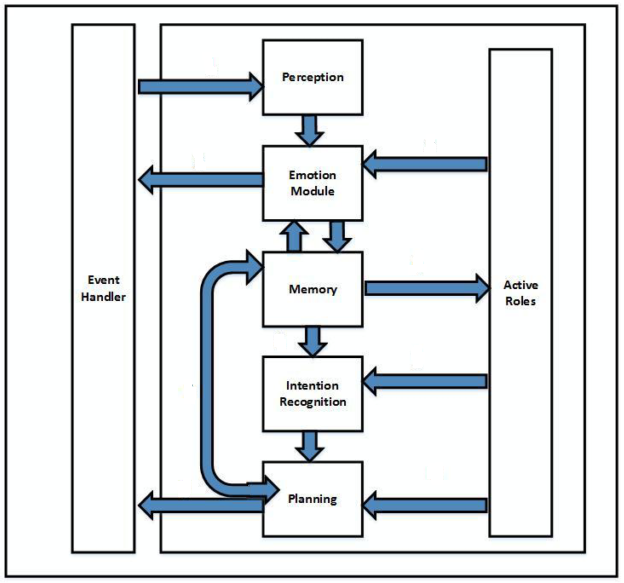 Perception
Emotion
Module
Event
Handler
Memory
Active
Roles
Intention
Recognition
Planning